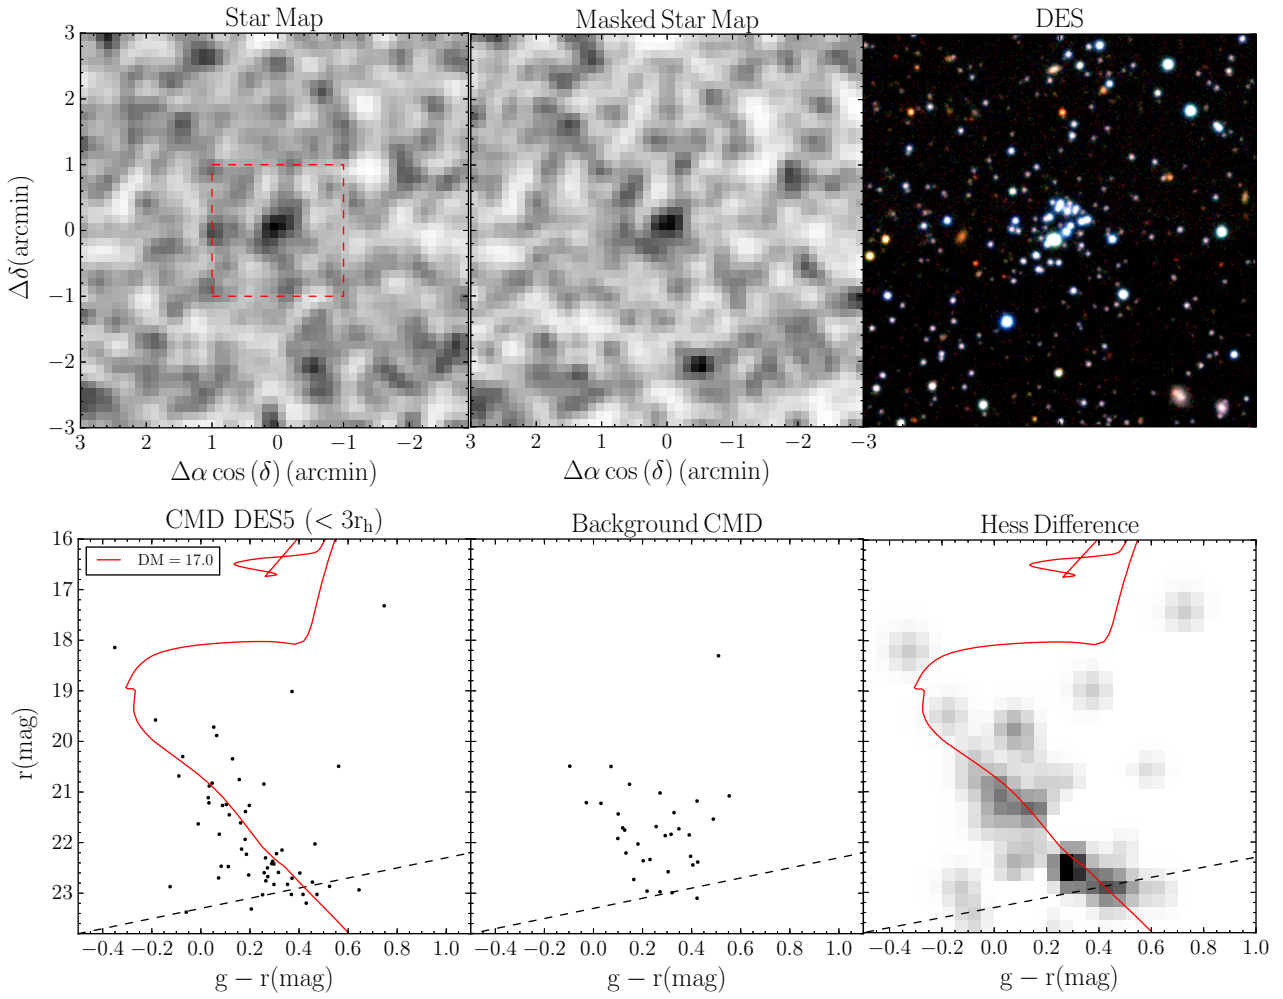 Star Map
Masked Star Map
DES
3
2
1
0
−1
−2
−3
Δδ(arcmin)
3 2 1 0 −1 −2
3 2 1 0 −1 −2 −3
Δα cos (δ) (arcmin)
Δα cos (δ) (arcmin)
CMD DES5 (< 3rh)
Background CMD
Hess Difference
DM = 17.0
16
17
18
19
20
21
22
23
r(mag)
−0.4 −0.2 0.0 0.2 0.4 0.6 0.8 1.0
−0.4 −0.2 0.0 0.2 0.4 0.6 0.8 1.0
−0.4 −0.2 0.0 0.2 0.4 0.6 0.8 1.0
g − r(mag)
g − r(mag)
g − r(mag)